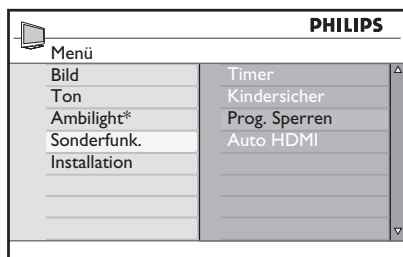 PHILIPS
Menü
Bild
Ton
Ambilight*
Sonderfunk.
Installation
Timer
Kindersicher
Prog. Sperren
Auto HDMI